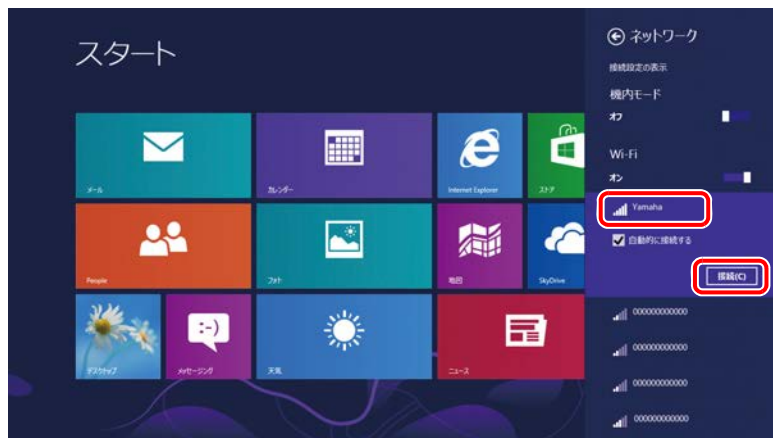 スタート
メール
カレンダー
Internet Explorer
ストア
People
フォト
地図
SkyDrive
デスクトップ
:-)
メッセージング
天気
ニュース
ネットワーク
接続設定の表示
機内モード
オフ
Wi-Fi
オン
Yamaha
自動的に接続する
接続(C)
000000000000
000000000000
000000000000
000000000000